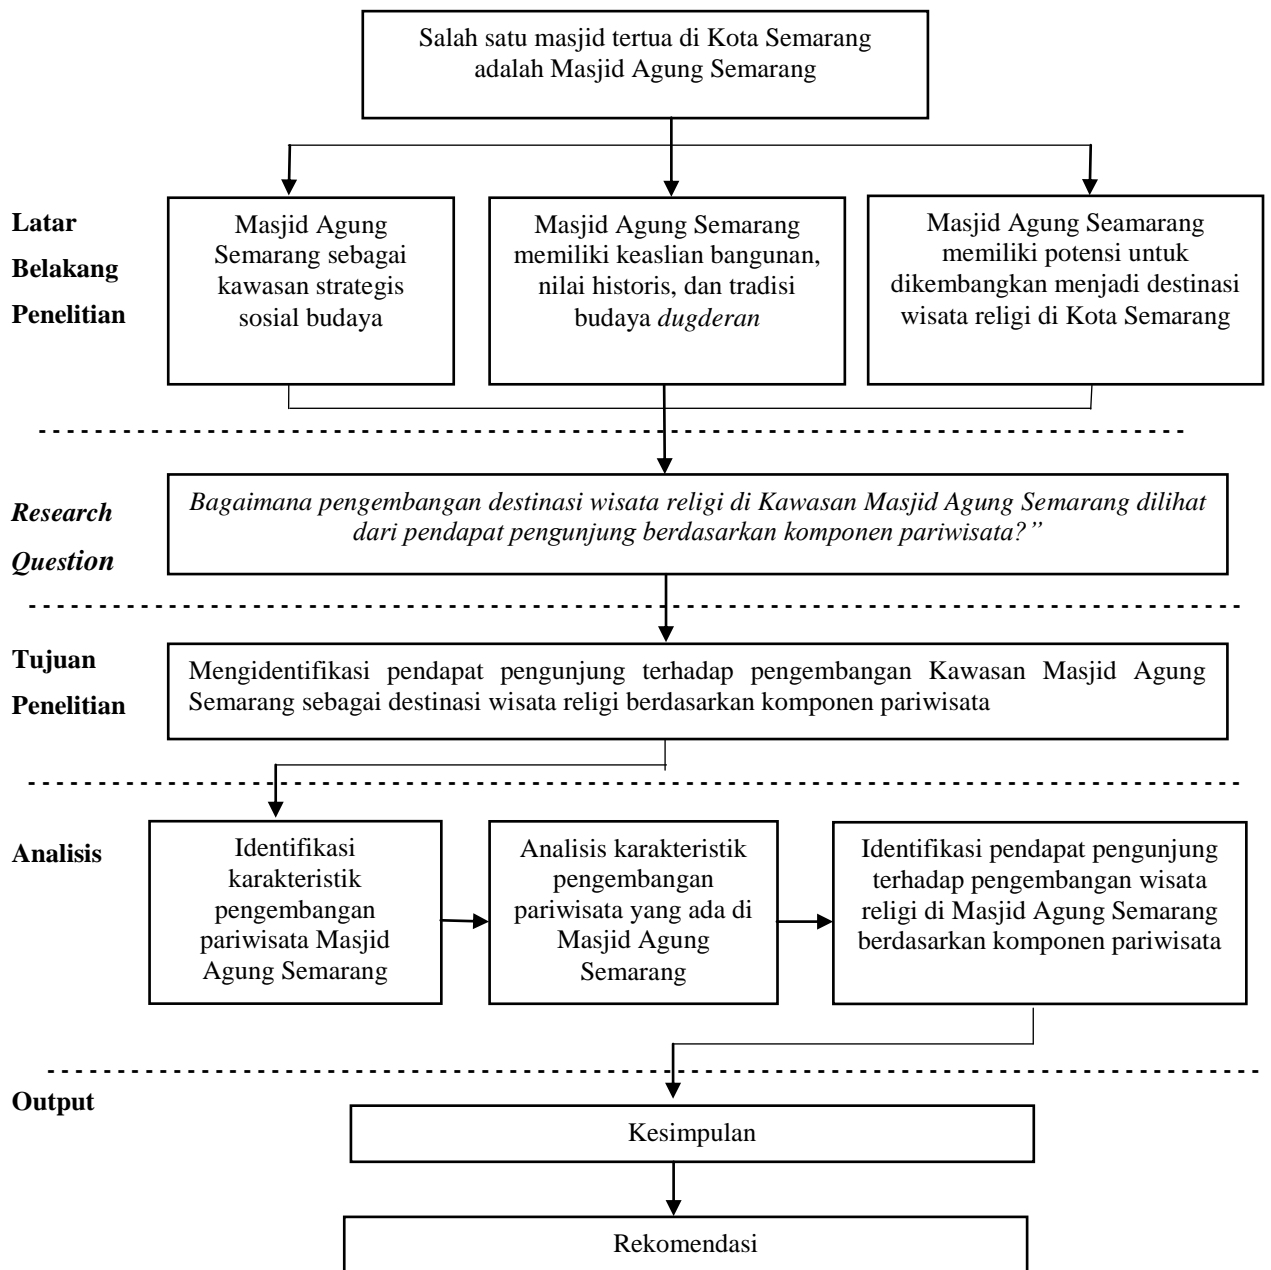 Salah satu masjid tertua di Kota Semarang
adalah Masjid Agung Semarang
Latar
Belakang
Penelitian
Masjid Agung
Semarang sebagai
kawasan strategis
sosial budaya
Masjid Agung Semarang
memiliki keaslian bangunan,
nilai historis, dan tradisi
budaya dugderan
Masjid Agung Seamarang
memiliki potensi untuk
dikembangkan menjadi destinasi
wisata religi di Kota Semarang
Research
Question
Bagaimana pengembangan destinasi wisata religi di Kawasan Masjid Agung Semarang dilihat
dari pendapat pengunjung berdasarkan komponen pariwisata?”
Tujuan
Penelitian
Mengidentifikasi pendapat pengunjung terhadap pengembangan Kawasan Masjid Agung
Semarang sebagai destinasi wisata religi berdasarkan komponen pariwisata
Analisis
Identifikasi
karakteristik
pengembangan
pariwisata Masjid
Agung Semarang
Analisis karakteristik
pengembangan
pariwisata yang ada di
Masjid Agung
Semarang
Identifikasi pendapat pengunjung
terhadap pengembangan wisata
religi di Masjid Agung Semarang
berdasarkan komponen pariwisata
Output
Kesimpulan
Rekomendasi